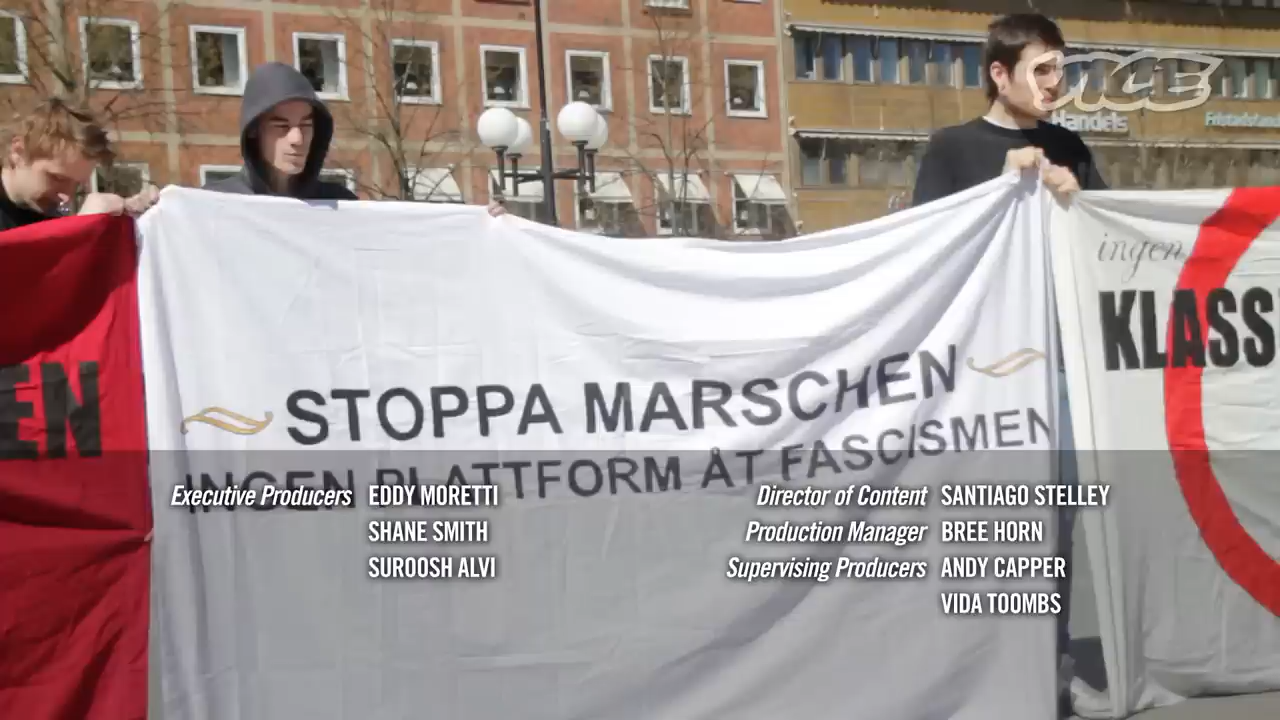 VICE
Handels
ingen
KLASS
EN
STOPPA MARSCHEN
INGEN PLATTFORM ÅT FASCISMEN
Executive Producers EDDY MORETTI
SHANE SMITH
SUROOSH ALVI
Director of Content SANTIAGO STELLEY
Production Manager BREE HORN
Supervising Producers ANDY CAPPER
VIDA TOOMBS